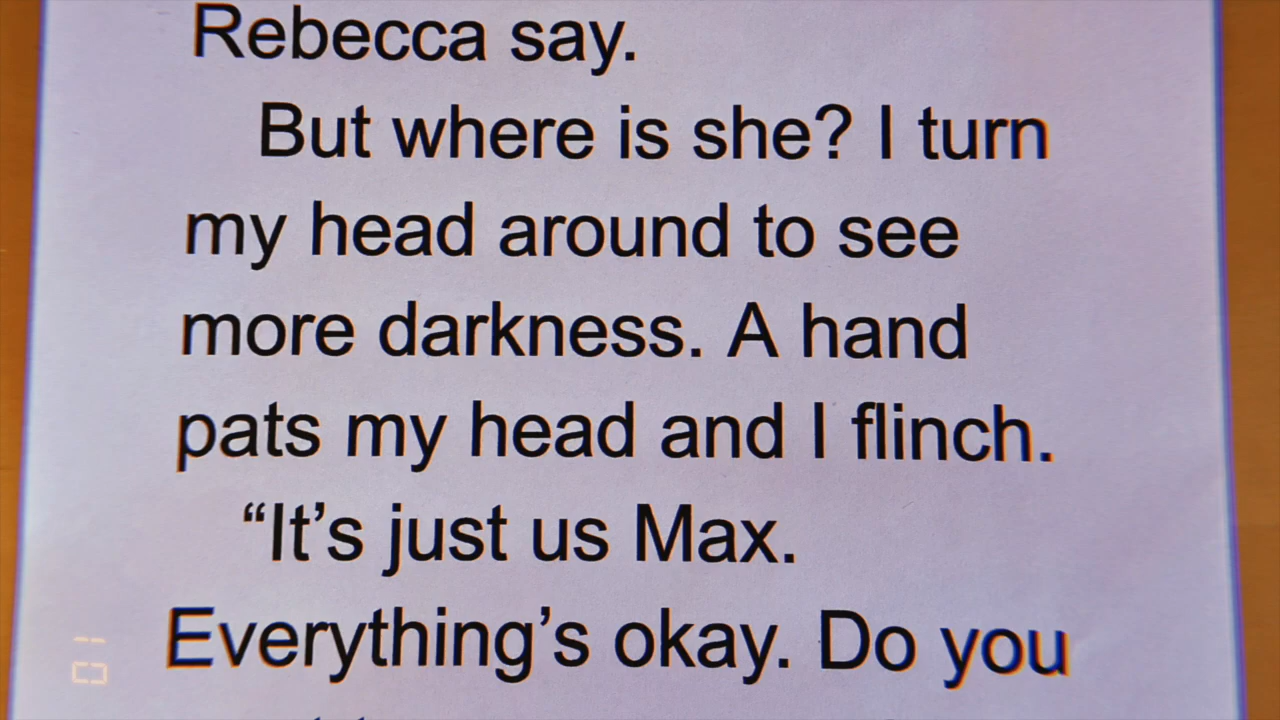 Rebecca say.
But where is she? I turn
my head around to see
more darkness. A hand
pats my head and I flinch.
“It’s just us Max.
Everything’s okay. Do you